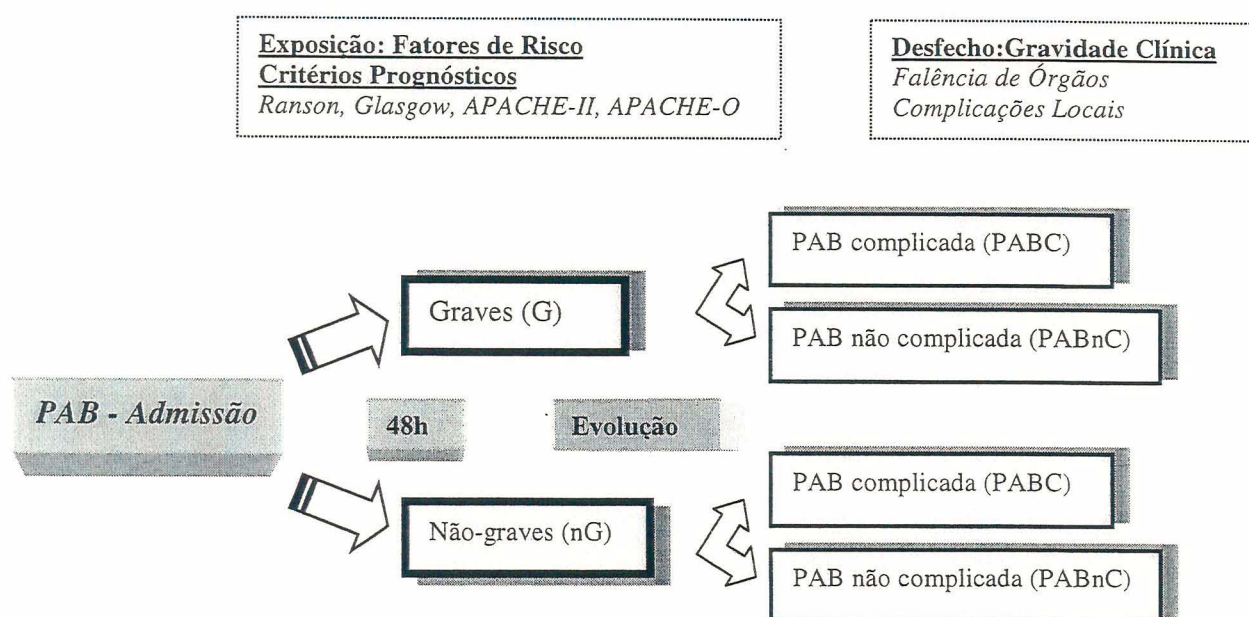 Exposição: Fatores de Risco
Critérios Prognósticos
Ranson, Glasgow, APACHE-II, APACHE-O
Desfecho:Gravidade Clínica
Falência de Órgãos
Complicações Locais
PAB complicada (PABC)
Graves (G)
PAB não complicada (PABnC)
PAB - Admissão
48h
Evolução
PAB complicada (PABC)
Não-graves (nG)
PAB não complicada (PABnC)